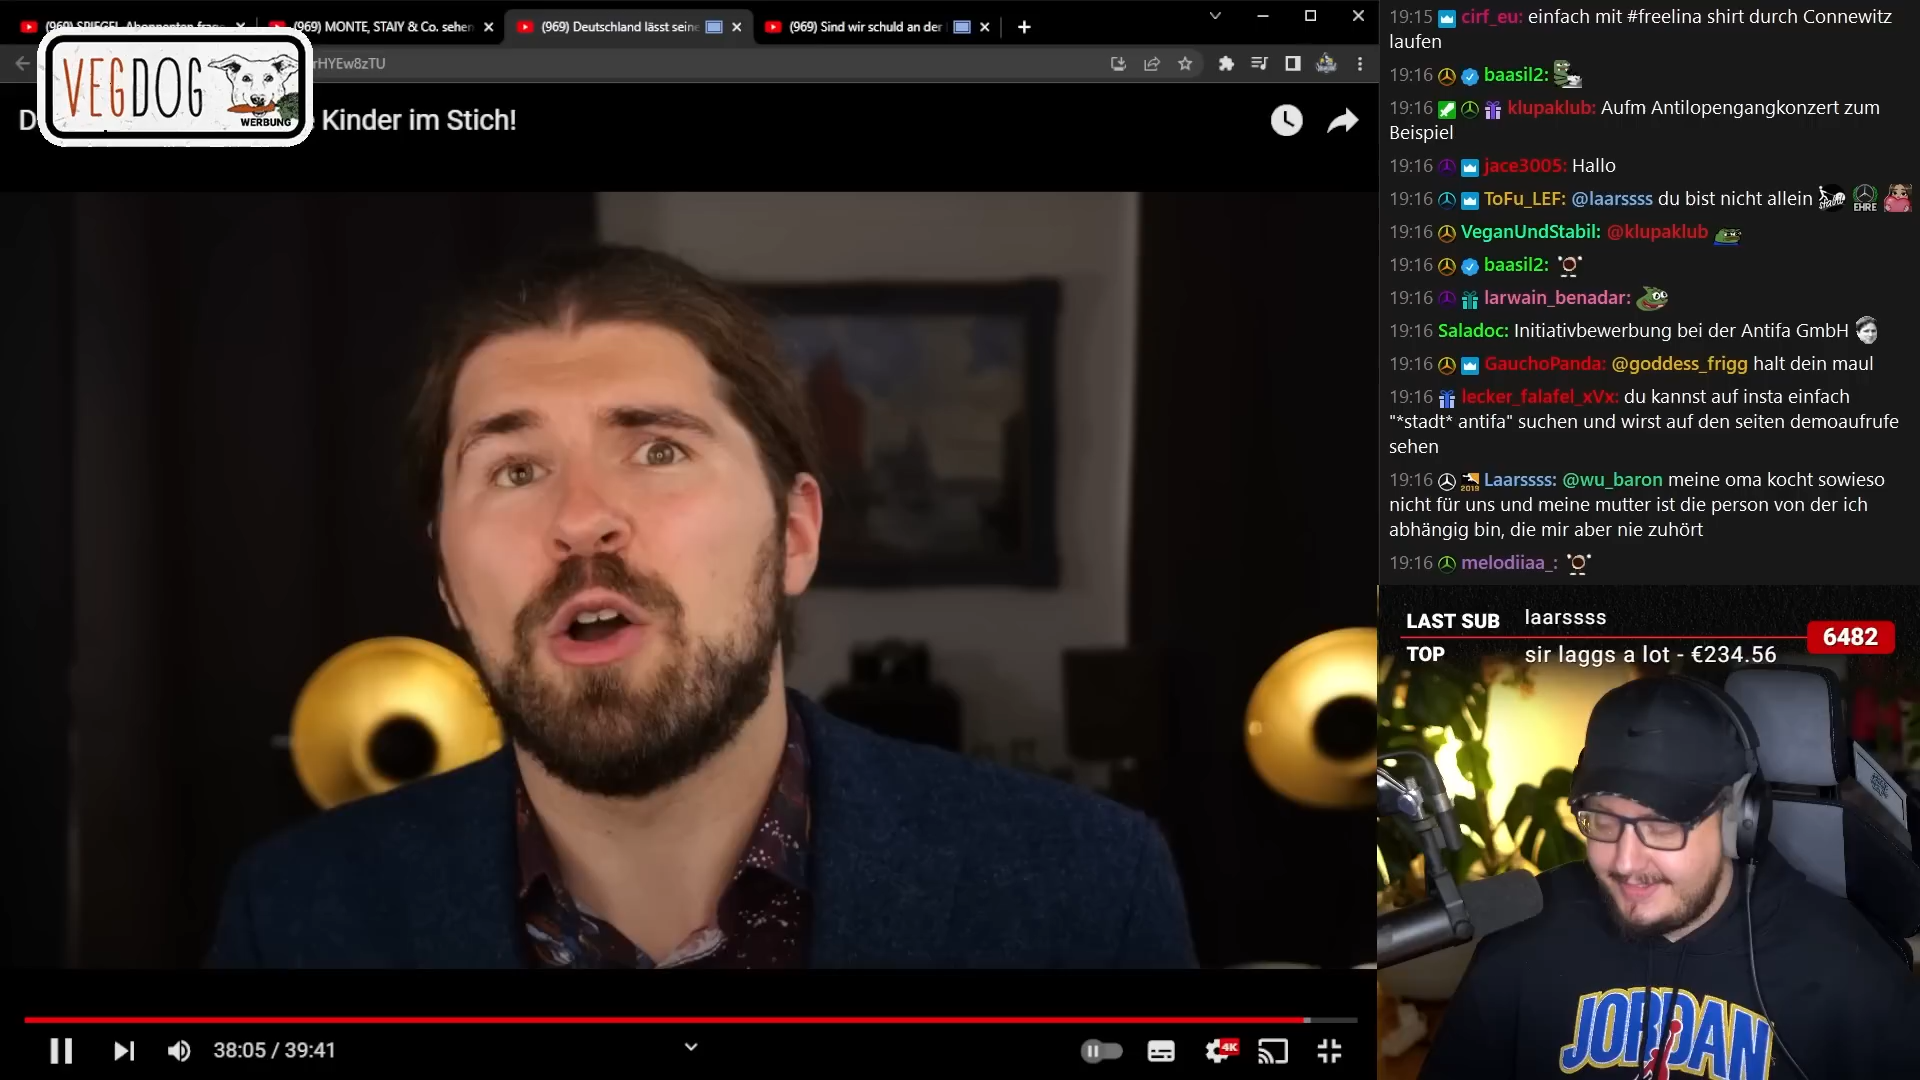 (969) SPIEGEL-Abonnenten frage
(969) MONTE, STAIY & Co. sehen
(969) Deutschland lässt seine
(969) Sind wir schuld an der
rHYEw8zTU
VEGDOG
WERBUNG
D
Kinder im Stich!
38:05 / 39:41
4K
19:15 cirf_eu: einfach mit #freelina shirt durch Connewitz
laufen
19:16 baasil2:
19:16 klupaklub: Aufm Antilopengangkonzert zum
Beispiel
19:16 jace3005: Hallo
19:16 ToFu_LEF: @laarssss du bist nicht allein
EHRE
19:16 VeganUndStabil: @klupaklub
19:16 baasil2:
19:16 larwain_benadar:
19:16 Saladoc: Initiativbewerbung bei der Antifa GmbH
19:16 GauchoPanda: @goddess_frigg halt dein maul
19:16 lecker_falafel_xVx: du kannst auf insta einfach
"*stadt* antifa" suchen und wirst auf den seiten demoaufrufe
sehen
19:16 2019 Laarssss: @wu_baron meine oma kocht sowieso
nicht für uns und meine mutter ist die person von der ich
abhängig bin, die mir aber nie zuhört
19:16 melodiiaa_:
LAST SUB laarssss
6482
TOP sir laggs a lot - €234.56
JORDAN